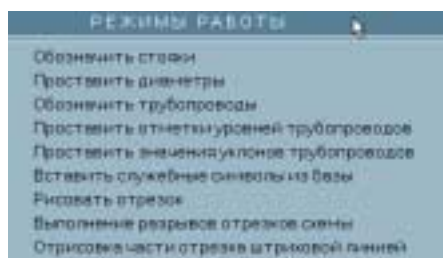 РЕЖИМЫ РАБОТЫ
Обозначить стояки
Проставить диаметры
Обозначить трубопроводы
Проставить отметки уровней трубопроводов
Проставить значения уклонов трубопроводов
Вставить служебные символы из базы
Рисовать отрезок
Выполнение разрывов отрезков схемы
Отрисовка части отрезка штриховой линией